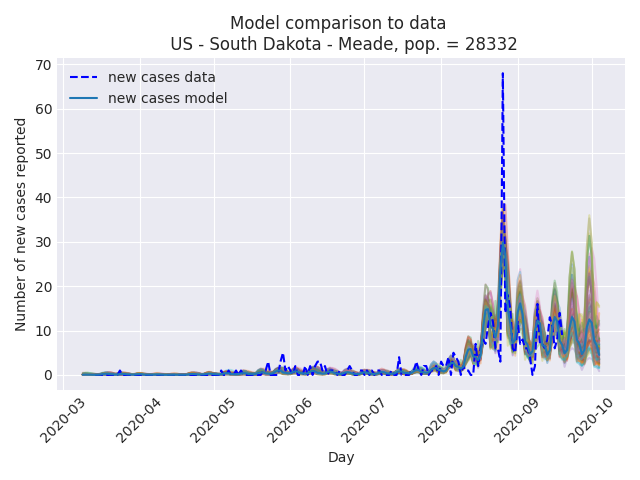 Model comparison to data
US - South Dakota - Meade, pop. = 28332
new cases data
new cases model
Number of new cases reported
70
60
50
40
30
20
10
0
2020-03
2020-04
2020-05
2020-06
2020-07
2020-08
2020-09
2020-10
Day